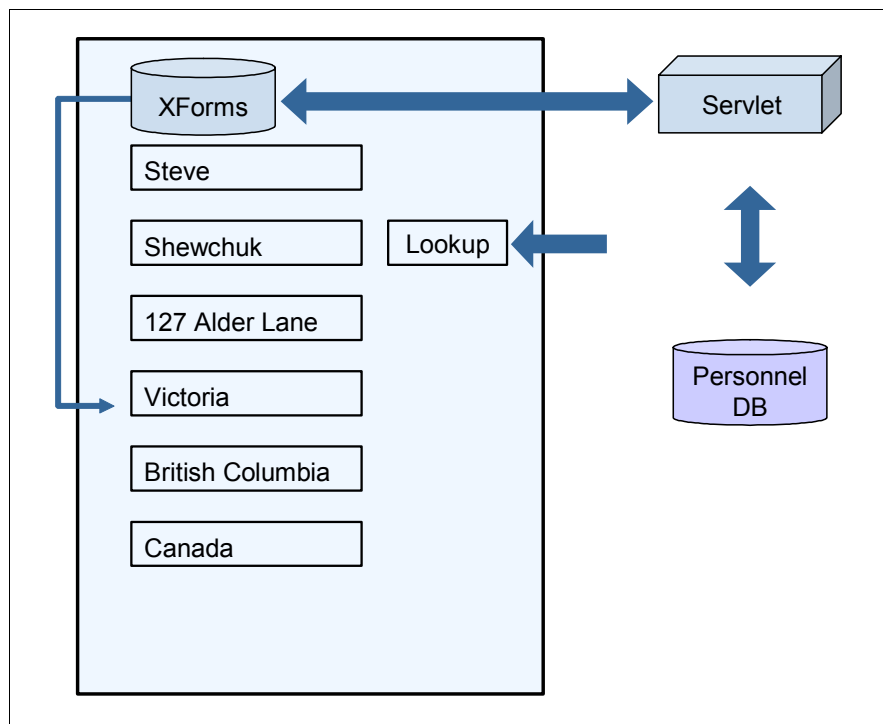 XForms
Servlet
Steve
Shewchuk
Lookup
127 Alder Lane
Victoria
Personnel
DB
British Columbia
Canada